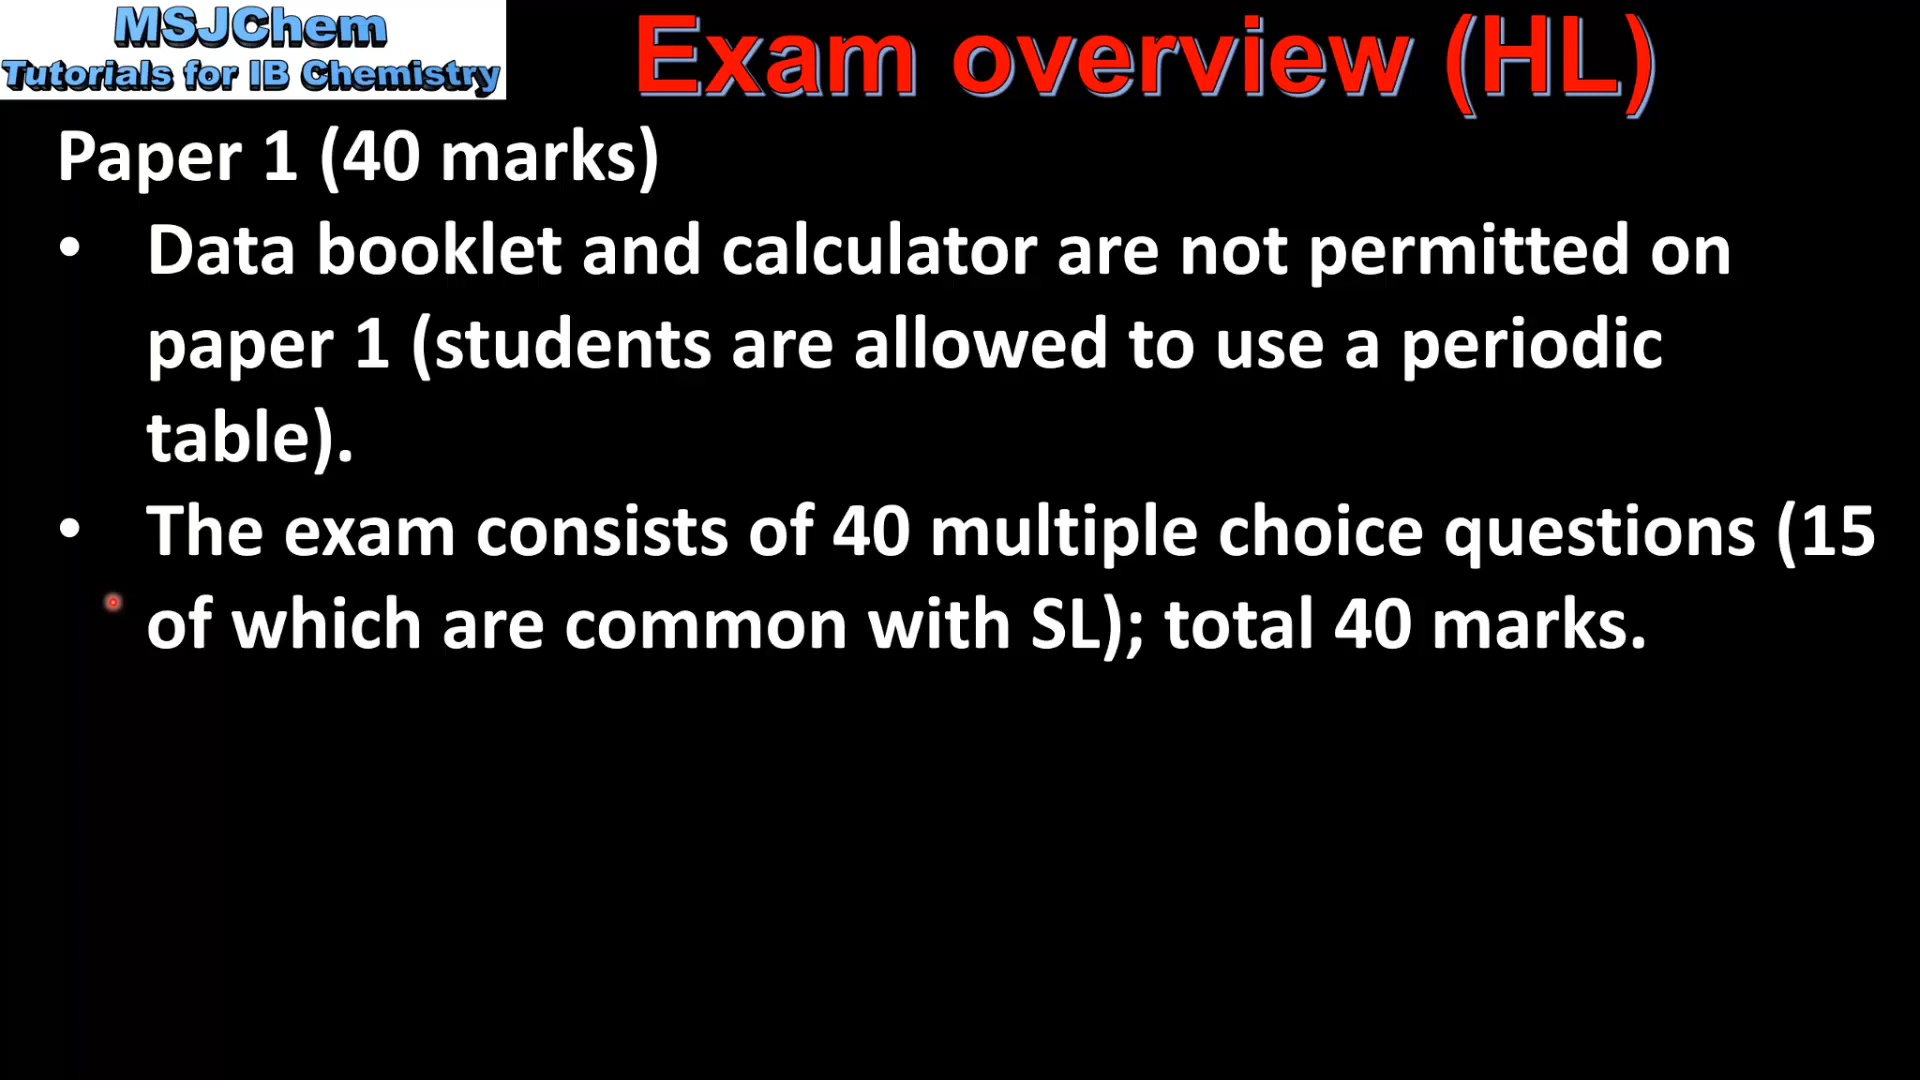 MSJChem
Tutorials for IB Chemistry
Exam overview (HL)
Paper 1 (40 marks)
• Data booklet and calculator are not permitted on
paper 1 (students are allowed to use a periodic
table).
• The exam consists of 40 multiple choice questions (15
of which are common with SL); total 40 marks.